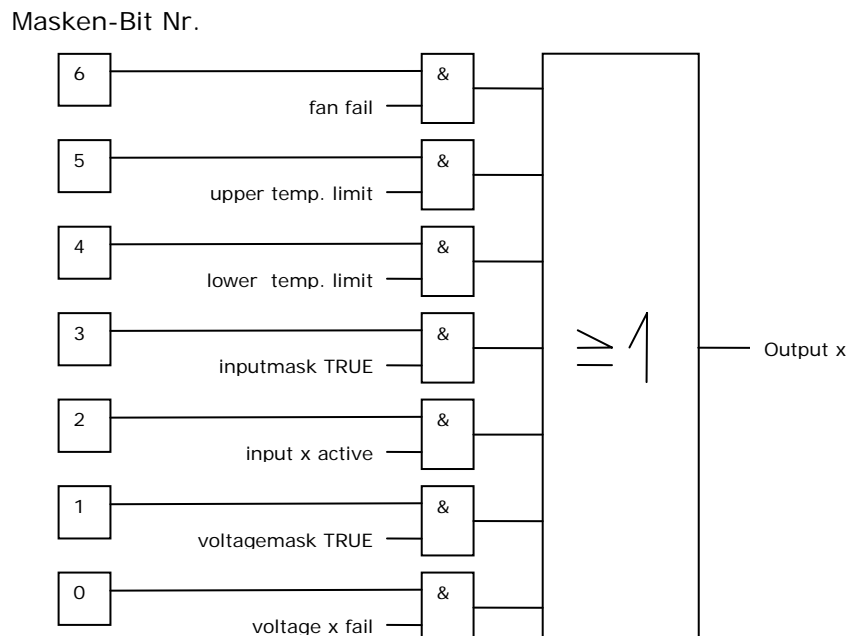 Masken-Bit Nr.
6
&
fan fail
5
&
upper temp. limit
4
&
lower temp. limit
3
&
inputmask TRUE
≥1
Output x
2
&
input x active
1
&
voltagemask TRUE
0
&
voltage x fail